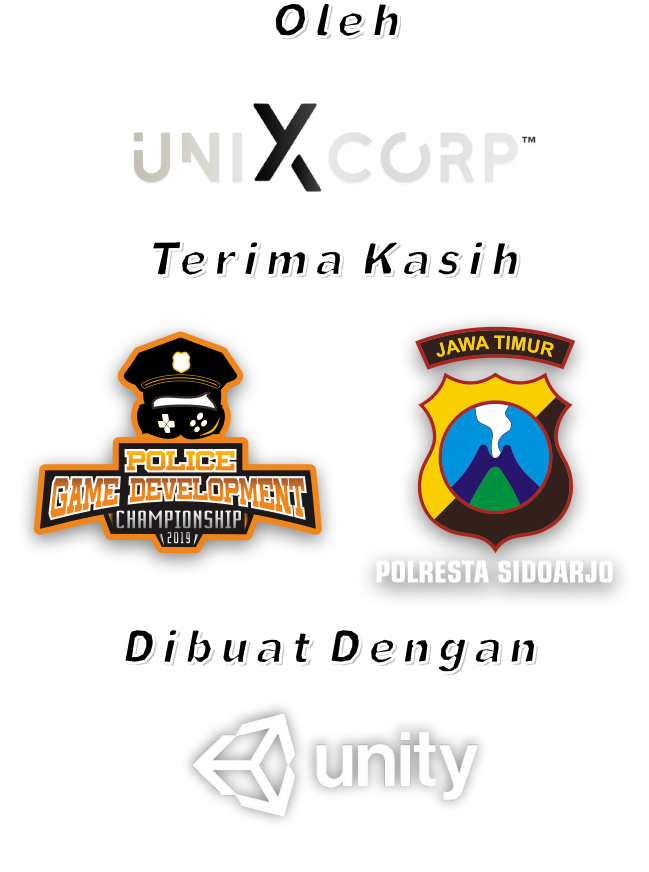 Oleh
UNIXCORP™
Terima Kasih
JAWA TIMUR
POLICE
GAME DEVELOPMENT
CHAMPIONSHIP
2019
POLRESTA SIDOARJO
Dibuat Dengan
unity